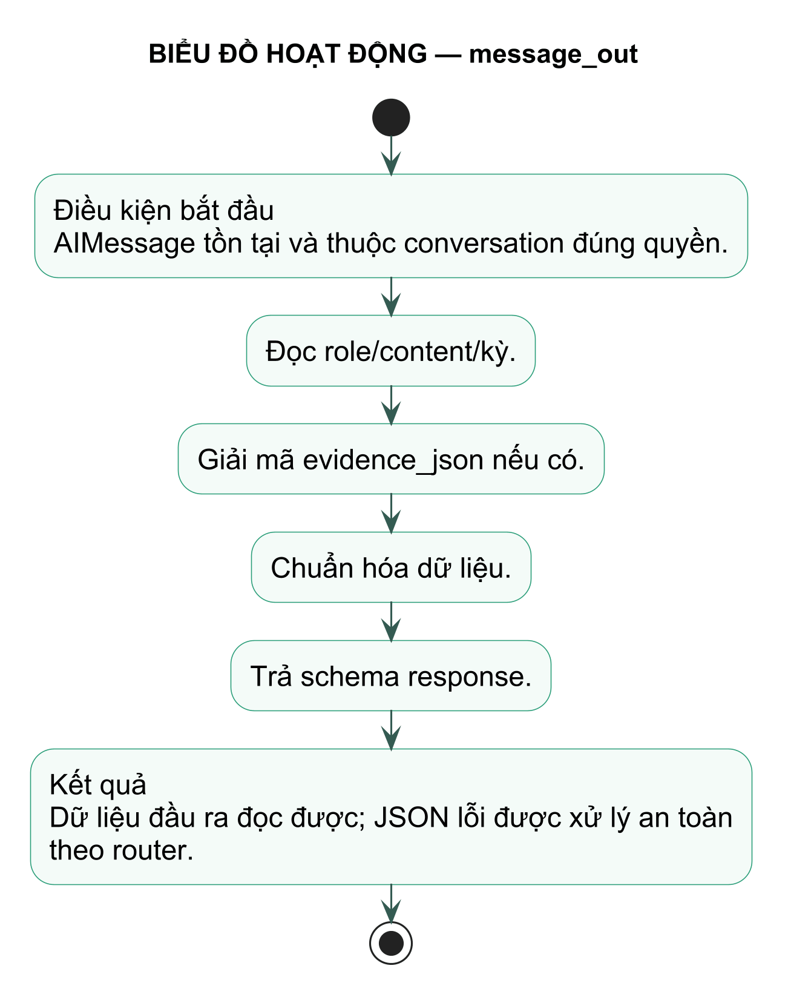 BIỂU ĐỒ HOẠT ĐỘNG — message_out
Điều kiện bắt đầu
AIMessage tồn tại và thuộc conversation đúng quyền.
Đọc role/content/kỳ.
Giải mã evidence_json nếu có.
Chuẩn hóa dữ liệu.
Trả schema response.
Kết quả
Dữ liệu đầu ra đọc được; JSON lỗi được xử lý an toàn
theo router.